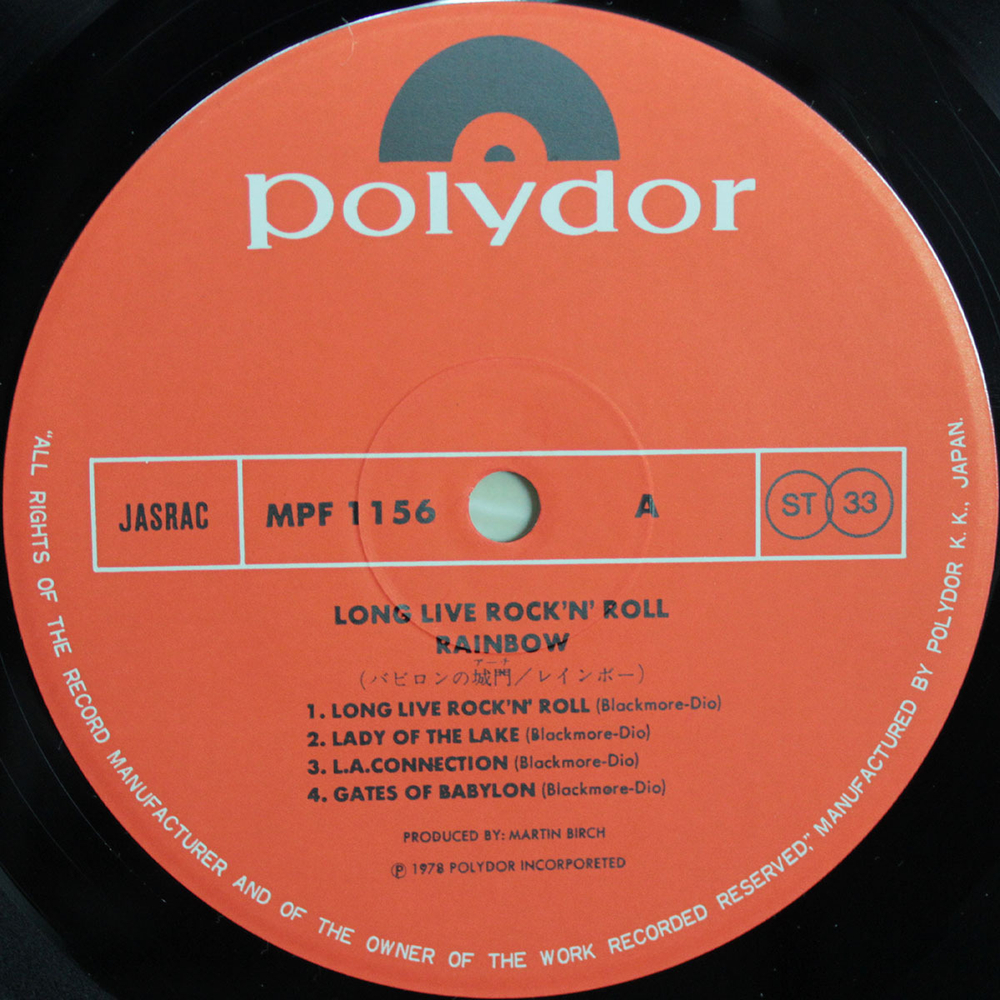 polydor
JASRAC
MPF 1156
A
ST 33
LONG LIVE ROCK'N' ROLL
RAINBOW
アーチ
(バビロンの城門/レインボー)
1. LONG LIVE ROCK'N' ROLL (Blackmore-Dio)
2. LADY OF THE LAKE (Blackmore-Dio)
3. L.A.CONNECTION (Blackmore-Dio)
4. GATES OF BABYLON (Blackmore-Dio)
PRODUCED BY: MARTIN BIRCH
Ⓟ 1978 POLYDOR INCORPORETED
"ALL RIGHTS OF THE RECORD MANUFACTURER AND OF THE OWNER OF THE WORK RECORDED RESERVED," MANUFACTURED BY POLYDOR K.K., JAPAN.